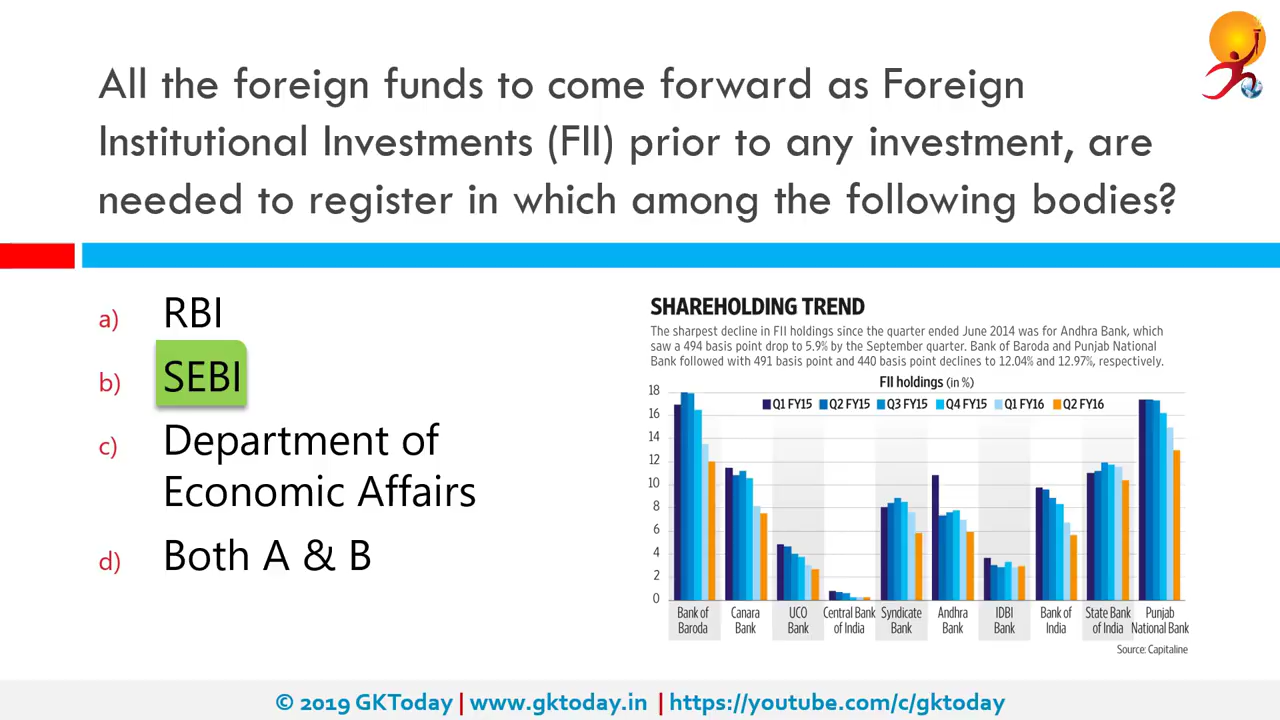 All the foreign funds to come forward as Foreign
Institutional Investments (FII) prior to any investment, are
needed to register in which among the following bodies?
a) RBI
b) SEBI
c) Department of
Economic Affairs
d) Both A & B
SHAREHOLDING TREND
The sharpest decline in FII holdings since the quarter ended June 2014 was for Andhra Bank, which
saw a 494 basis point drop to 5.9% by the September quarter. Bank of Baroda and Punjab National
Bank followed with 491 basis point and 440 basis point declines to 12.04% and 12.97%, respectively.
FII holdings (in %)
Q1 FY15 Q2 FY15 Q3 FY15 Q4 FY15 Q1 FY16 Q2 FY16
18
16
14
12
10
8
6
4
2
0
Bank of Baroda
Canara Bank
UCO Bank
Central Bank of India
Syndicate Bank
Andhra Bank
IDBI Bank
Bank of India
State Bank of India
Punjab National Bank
Source: Capitaline
© 2019 GKToday | www.gktoday.in | https://youtube.com/c/gktoday